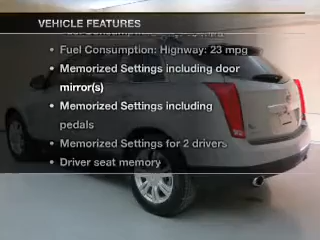 VEHICLE FEATURES
• Fuel Consumption: Highway: 23 mpg
• Memorized Settings including door
mirror(s)
• Memorized Settings including
pedals
• Memorized Settings for 2 drivers
• Driver seat memory